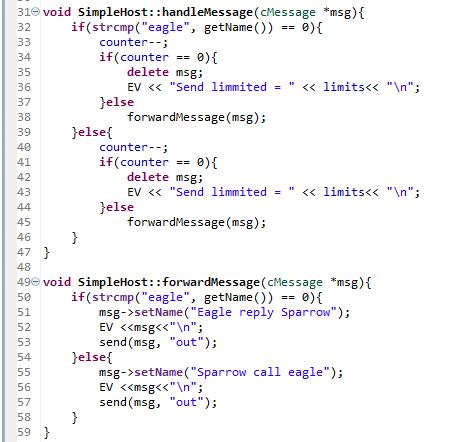 31 void SimpleHost::handleMessage(cMessage *msg){
32     if(strcmp("eagle", getName()) == 0){
33         counter--;
34         if(counter == 0){
35             delete msg;
36             EV << "Send limmited = " << limits<< "\n";
37         }else
38             forwardMessage(msg);
39     }else{
40         counter--;
41         if(counter == 0){
42             delete msg;
43             EV << "Send limmited = " << limits<< "\n";
44         }else
45             forwardMessage(msg);
46     }
47 }
48
49 void SimpleHost::forwardMessage(cMessage *msg){
50     if(strcmp("eagle", getName()) == 0){
51         msg->setName("Eagle reply Sparrow");
52         EV <<msg<<"\n";
53         send(msg, "out");
54     }else{
55         msg->setName("Sparrow call eagle");
56         EV <<msg<<"\n";
57         send(msg, "out");
58     }
59 }